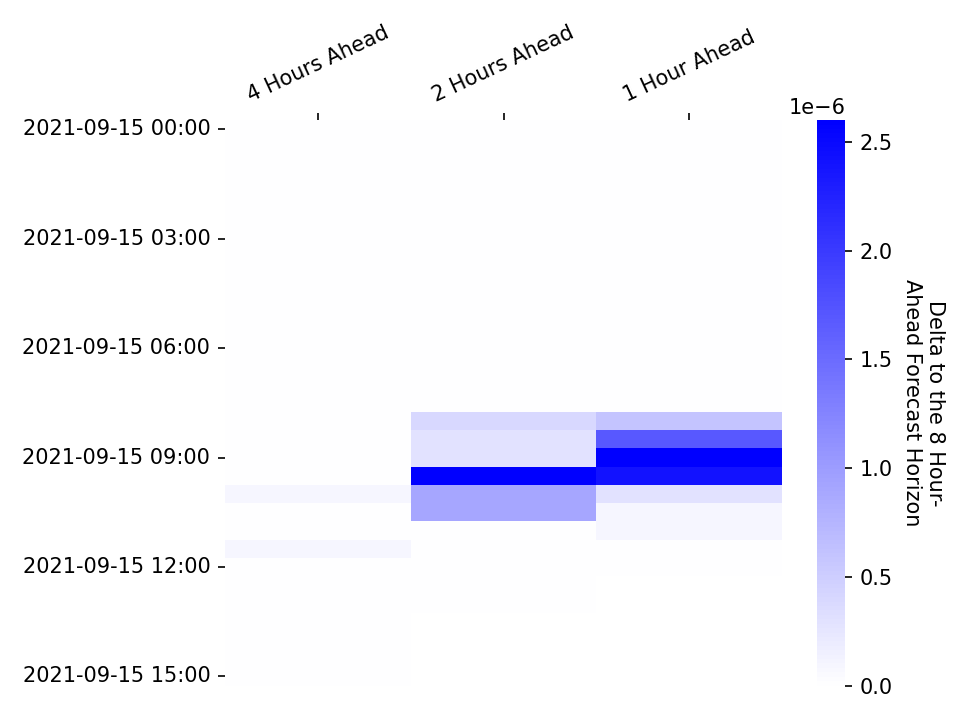 4 Hours Ahead
2 Hours Ahead
1 Hour Ahead
1e−6
2021-09-15 00:00
2021-09-15 03:00
2021-09-15 06:00
2021-09-15 09:00
2021-09-15 12:00
2021-09-15 15:00
2.5
2.0
1.5
1.0
0.5
0.0
Delta to the 8 Hour-
Ahead Forecast Horizon